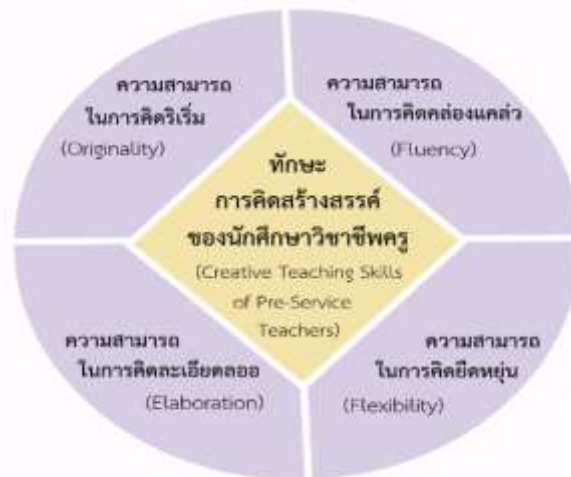 ความสามารถ
ในการคิดริเริ่ม
(Originality)
ความสามารถ
ในการคิดคล่องแคล่ว
(Fluency)
ทักษะ
การคิดสร้างสรรค์
ของนักศึกษาวิชาชีพครู
(Creative Teaching Skills
of Pre-Service
Teachers)
ความสามารถ
ในการคิดละเอียดลออ
(Elaboration)
ความสามารถ
ในการคิดยืดหยุ่น
(Flexibility)